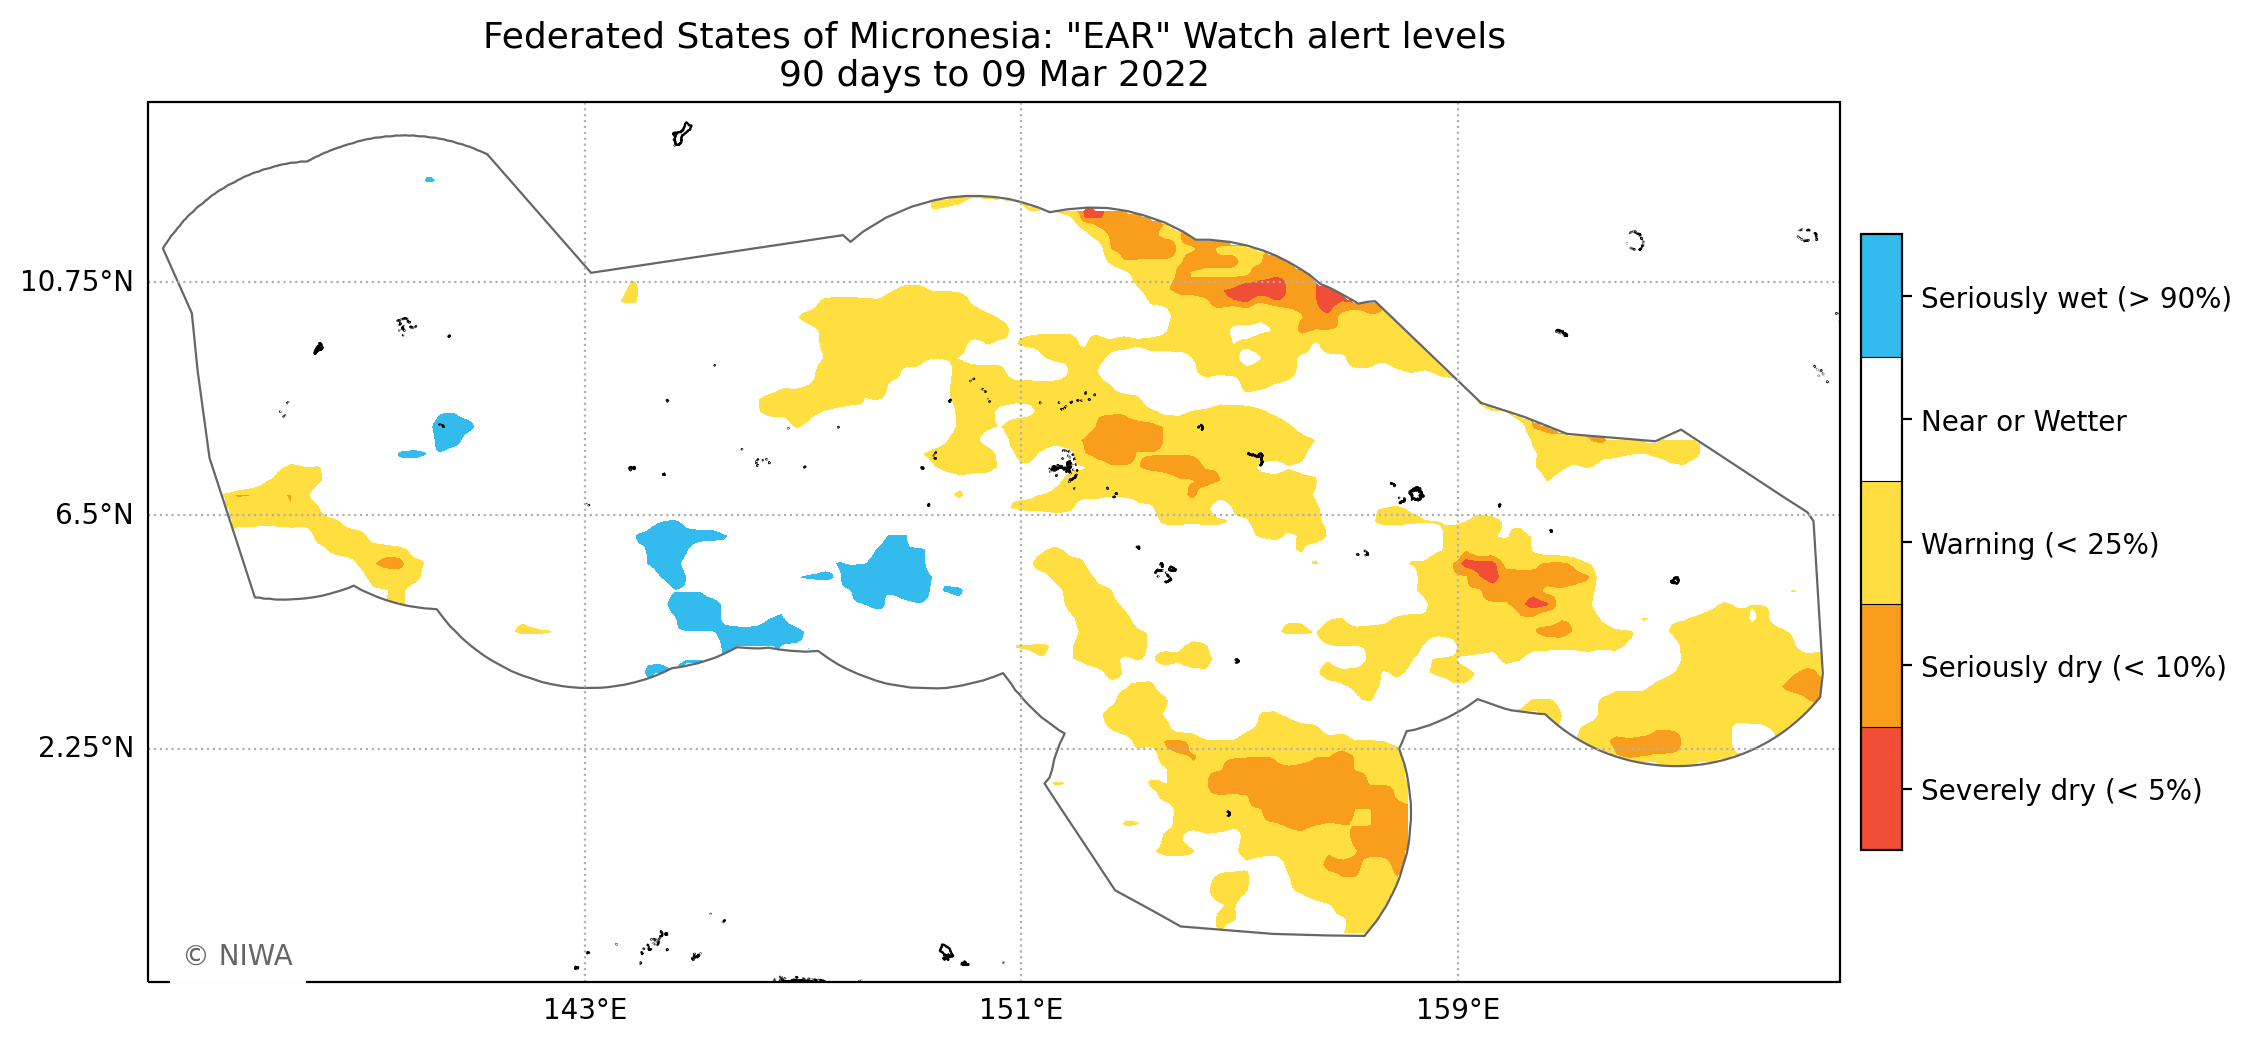 Federated States of Micronesia: "EAR" Watch alert levels
90 days to 09 Mar 2022
10.75°N
6.5°N
2.25°N
143°E
151°E
159°E
© NIWA
Seriously wet (> 90%)
Near or Wetter
Warning (< 25%)
Seriously dry (< 10%)
Severely dry (< 5%)